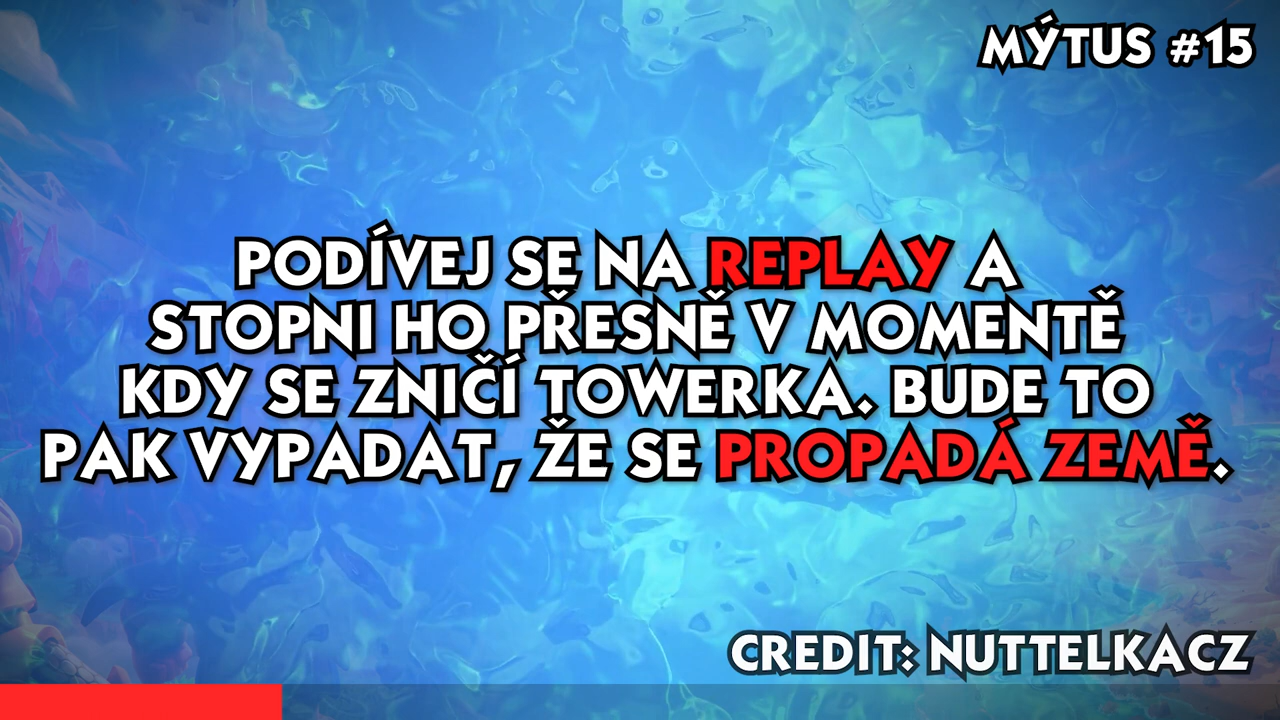 MÝTUS #15
PODÍVEJ SE NA REPLAY A
STOPNI HO PŘESNĚ V MOMENTĚ
KDY SE ZNIČÍ TOWERKA. BUDE TO
PAK VYPADAT, ŽE SE PROPADÁ ZEMĚ.
CREDIT: NUTTELKACZ